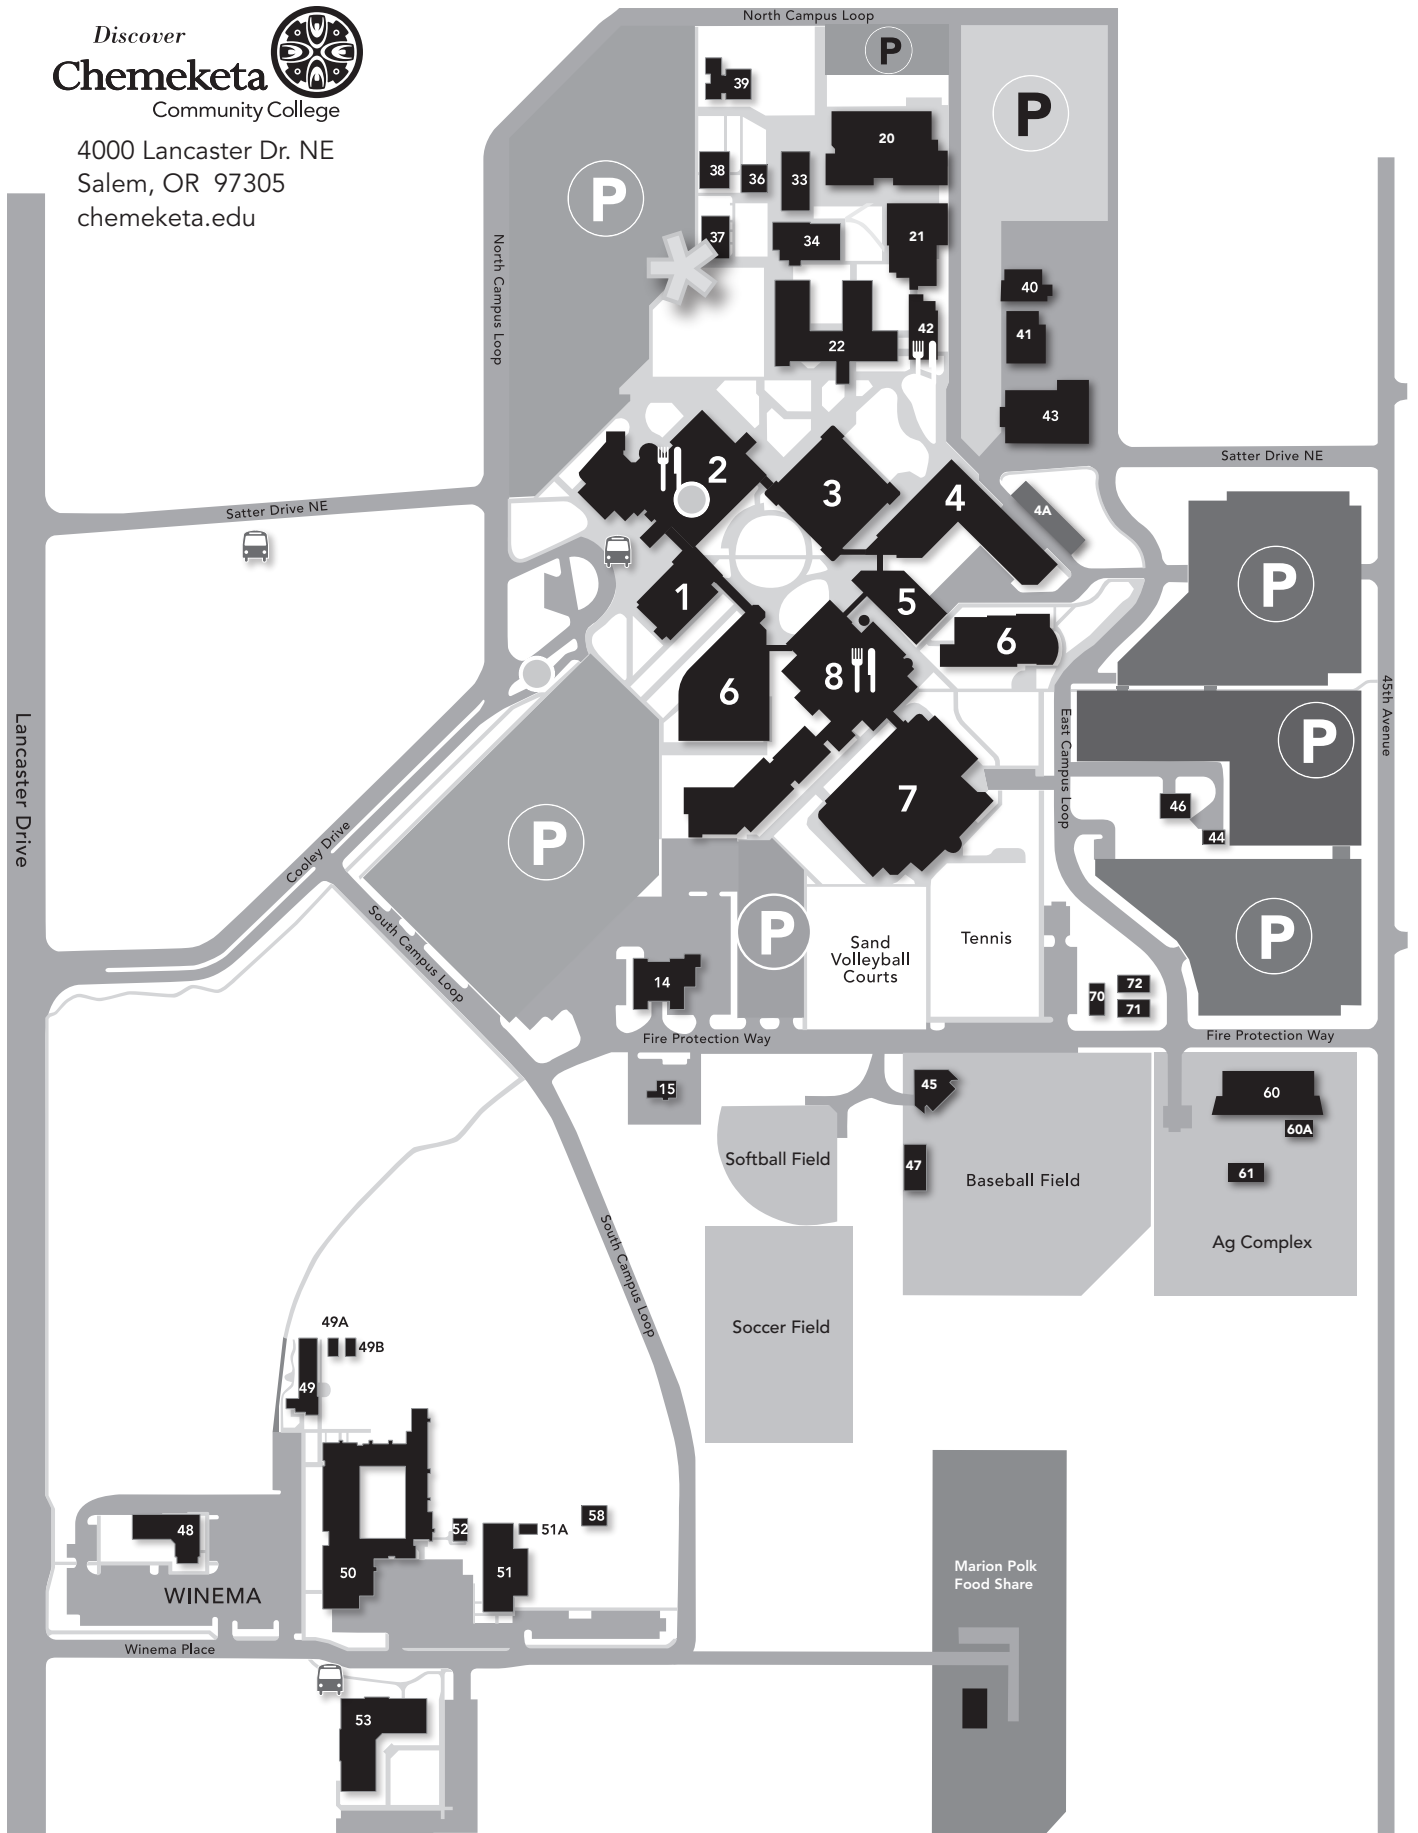 Discover
Chemeketa
Community College
4000 Lancaster Dr. NE
Salem, OR 97305
chemeketa.edu
North Campus Loop
P
P
39
20
38
36
33
P
37
34
21
North Campus Loop
40
42
41
22
43
Satter Drive NE
2
3
4
4A
Satter Drive NE
P
1
5
6
8
6
45th Avenue
East Campus Loop
P
Lancaster Drive
7
46
44
P
Cooley Drive
South Campus Loop
P
Sand
Volleyball
Courts
Tennis
P
14
70
72
71
Fire Protection Way
Fire Protection Way
15
45
60
60A
Softball Field
47
Baseball Field
61
Ag Complex
South Campus Loop
Soccer Field
49A
49B
49
48
52
51A
58
50
51
WINEMA
Marion Polk
Food Share
Winema Place
53